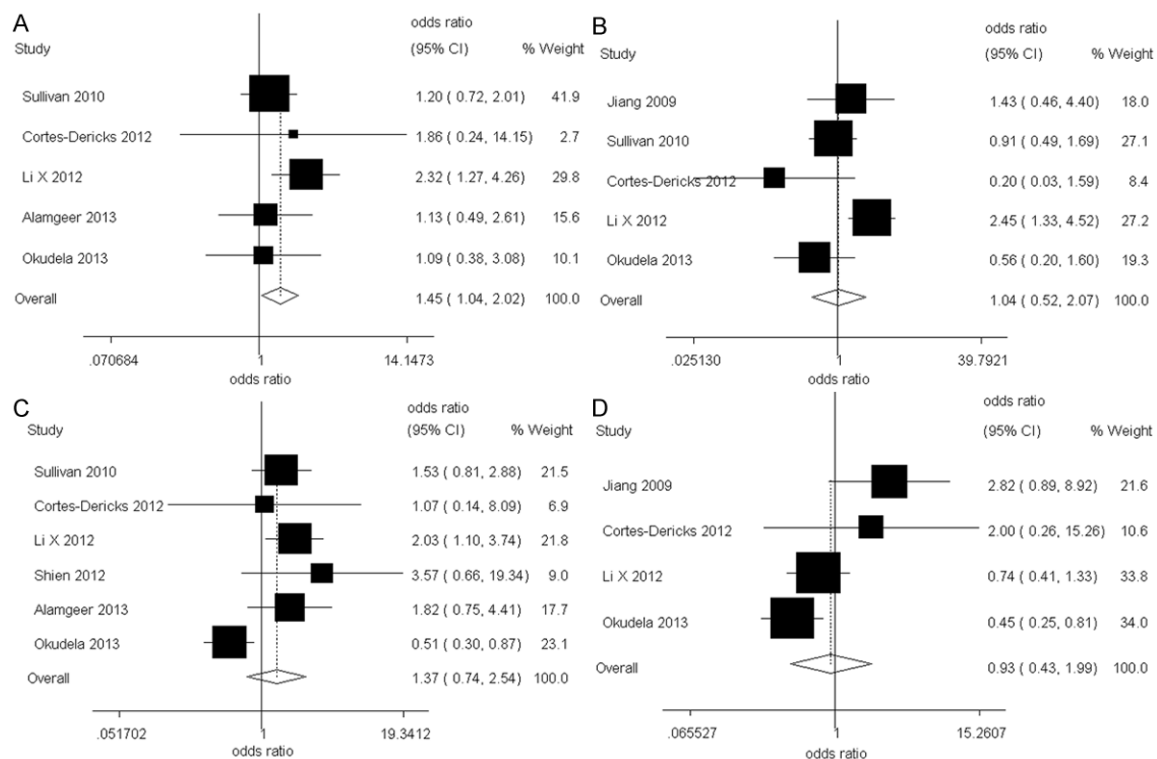 A
odds ratio
Study (95% CI) % Weight
Sullivan 2010 1.20 ( 0.72, 2.01) 41.9
Cortes-Dericks 2012 1.86 ( 0.24, 14.15) 2.7
Li X 2012 2.32 ( 1.27, 4.26) 29.8
Alamgeer 2013 1.13 ( 0.49, 2.61) 15.6
Okudela 2013 1.09 ( 0.38, 3.08) 10.1
Overall 1.45 ( 1.04, 2.02) 100.0
.070684 1 14.1473
odds ratio
B
odds ratio
Study (95% CI) % Weight
Jiang 2009 1.43 ( 0.46, 4.40) 18.0
Sullivan 2010 0.91 ( 0.49, 1.69) 27.1
Cortes-Dericks 2012 0.20 ( 0.03, 1.59) 8.4
Li X 2012 2.45 ( 1.33, 4.52) 27.2
Okudela 2013 0.56 ( 0.20, 1.60) 19.3
Overall 1.04 ( 0.52, 2.07) 100.0
.025130 1 39.7921
odds ratio
C
odds ratio
Study (95% CI) % Weight
Sullivan 2010 1.53 ( 0.81, 2.88) 21.5
Cortes-Dericks 2012 1.07 ( 0.14, 8.09) 6.9
Li X 2012 2.03 ( 1.10, 3.74) 21.8
Shien 2012 3.57 ( 0.66, 19.34) 9.0
Alamgeer 2013 1.82 ( 0.75, 4.41) 17.7
Okudela 2013 0.51 ( 0.30, 0.87) 23.1
Overall 1.37 ( 0.74, 2.54) 100.0
.051702 1 19.3412
odds ratio
D
odds ratio
Study (95% CI) % Weight
Jiang 2009 2.82 ( 0.89, 8.92) 21.6
Cortes-Dericks 2012 2.00 ( 0.26, 15.26) 10.6
Li X 2012 0.74 ( 0.41, 1.33) 33.8
Okudela 2013 0.45 ( 0.25, 0.81) 34.0
Overall 0.93 ( 0.43, 1.99) 100.0
.065527 1 15.2607
odds ratio